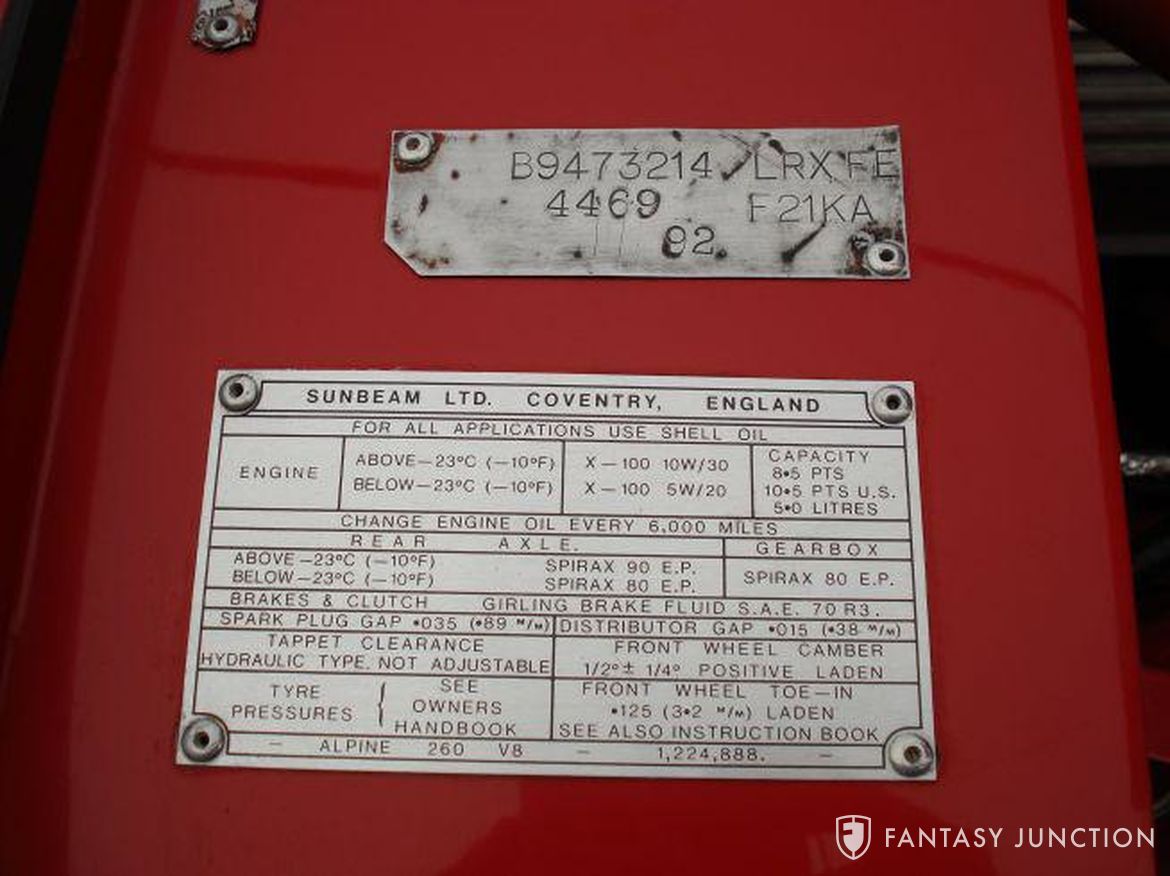 B9473214 LRX FE
4469 F21KA
92
SUNBEAM LTD. COVENTRY, ENGLAND
FOR ALL APPLICATIONS USE SHELL OIL
ENGINE
ABOVE –23°C (–10°F)
BELOW –23°C (–10°F)
X – 100 10W/30
X – 100 5W/20
CAPACITY
8•5 PTS
10•5 PTS U.S.
5•0 LITRES
CHANGE ENGINE OIL EVERY 6,000 MILES
REAR AXLE.
ABOVE –23°C (–10°F) SPIRAX 90 E.P.
BELOW –23°C (–10°F) SPIRAX 80 E.P.
GEARBOX
SPIRAX 80 E.P.
BRAKES & CLUTCH GIRLING BRAKE FLUID S.A.E. 70 R3.
SPARK PLUG GAP •035 (•89 M/M)
DISTRIBUTOR GAP •015 (•38 M/M)
TAPPET CLEARANCE
HYDRAULIC TYPE. NOT ADJUSTABLE
FRONT WHEEL CAMBER
1/2° ± 1/4° POSITIVE LADEN
TYRE
PRESSURES
{ SEE
OWNERS
HANDBOOK
FRONT WHEEL TOE–IN
•125 (3•2 M/M) LADEN
SEE ALSO INSTRUCTION BOOK
– ALPINE 260 V8 – 1,224,888. –
FANTASY JUNCTION